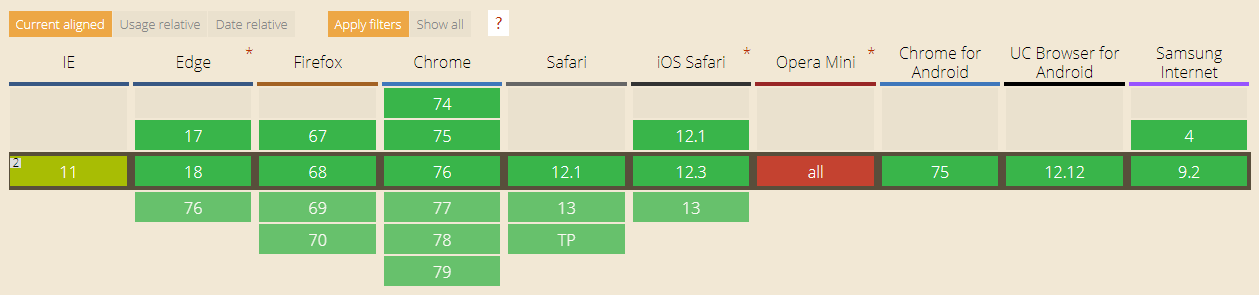 Current aligned Usage relative Date relative Apply filters Show all ?
IE Edge * Firefox Chrome Safari iOS Safari * Opera Mini * Chrome for Android UC Browser for Android Samsung Internet
74
17 67 75 12.1 4
2 11 18 68 76 12.1 12.3 all 75 12.12 9.2
76 69 77 13 13
70 78 TP
79